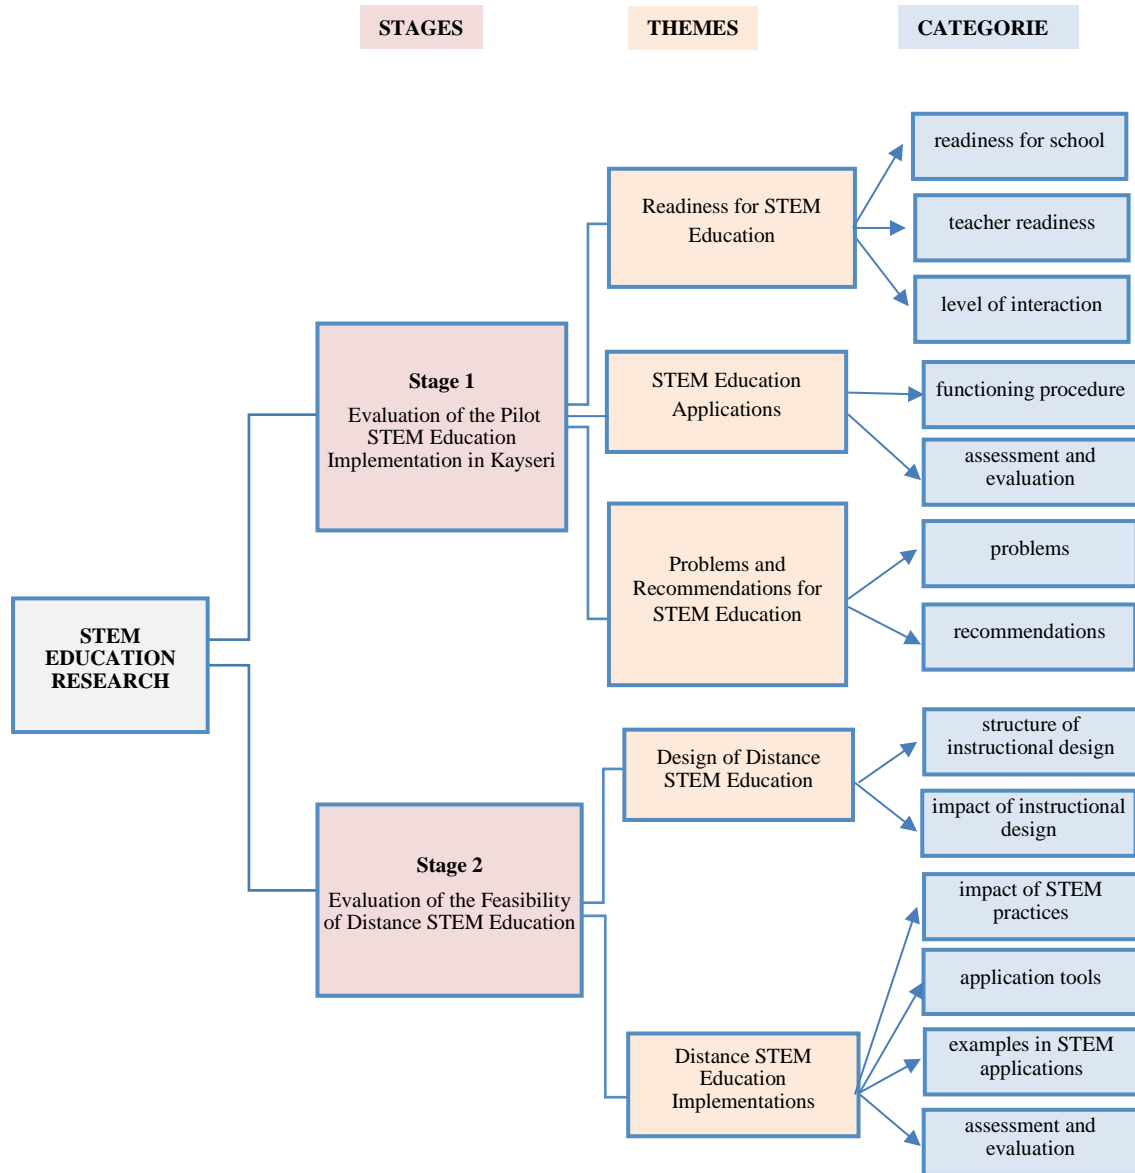 STAGES
THEMES
CATEGORIE
readiness for school
Readiness for STEM
Education
teacher readiness
level of interaction
Stage 1
Evaluation of the Pilot
STEM Education
Implementation in Kayseri
STEM Education
Applications
functioning procedure
assessment and
evaluation
Problems and
Recommendations for
STEM Education
problems
recommendations
STEM
EDUCATION
RESEARCH
Design of Distance
STEM Education
structure of
instructional design
impact of instructional
design
Stage 2
Evaluation of the Feasibility
of Distance STEM Education
impact of STEM
practices
application tools
Distance STEM
Education
Implementations
examples in STEM
applications
assessment and
evaluation